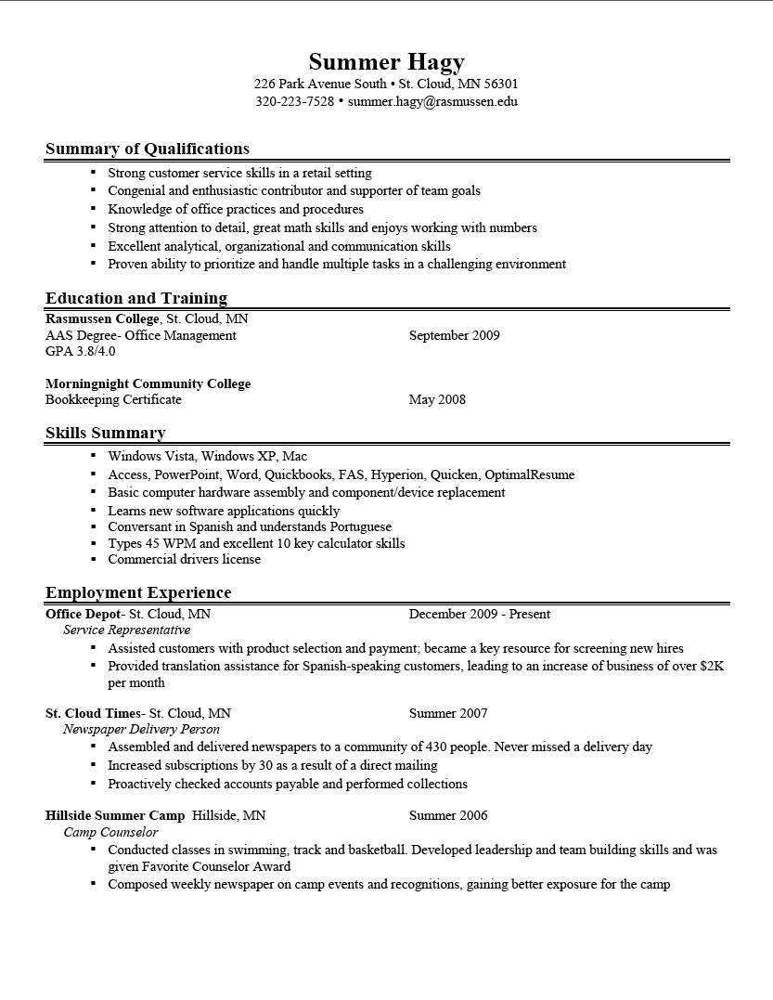 Summer Hagy
226 Park Avenue South • St. Cloud, MN 56301
320-223-7528 • summer.hagy@rasmussen.edu
Summary of Qualifications
▪ Strong customer service skills in a retail setting
▪ Congenial and enthusiastic contributor and supporter of team goals
▪ Knowledge of office practices and procedures
▪ Strong attention to detail, great math skills and enjoys working with numbers
▪ Excellent analytical, organizational and communication skills
▪ Proven ability to prioritize and handle multiple tasks in a challenging environment
Education and Training
Rasmussen College, St. Cloud, MN
AAS Degree- Office Management September 2009
GPA 3.8/4.0
Morningnight Community College
Bookkeeping Certificate May 2008
Skills Summary
▪ Windows Vista, Windows XP, Mac
▪ Access, PowerPoint, Word, Quickbooks, FAS, Hyperion, Quicken, OptimalResume
▪ Basic computer hardware assembly and component/device replacement
▪ Learns new software applications quickly
▪ Conversant in Spanish and understands Portuguese
▪ Types 45 WPM and excellent 10 key calculator skills
▪ Commercial drivers license
Employment Experience
Office Depot- St. Cloud, MN December 2009 - Present
Service Representative
▪ Assisted customers with product selection and payment; became a key resource for screening new hires
▪ Provided translation assistance for Spanish-speaking customers, leading to an increase of business of over $2K
per month
St. Cloud Times- St. Cloud, MN Summer 2007
Newspaper Delivery Person
▪ Assembled and delivered newspapers to a community of 430 people. Never missed a delivery day
▪ Increased subscriptions by 30 as a result of a direct mailing
▪ Proactively checked accounts payable and performed collections
Hillside Summer Camp Hillside, MN Summer 2006
Camp Counselor
▪ Conducted classes in swimming, track and basketball. Developed leadership and team building skills and was
given Favorite Counselor Award
▪ Composed weekly newspaper on camp events and recognitions, gaining better exposure for the camp